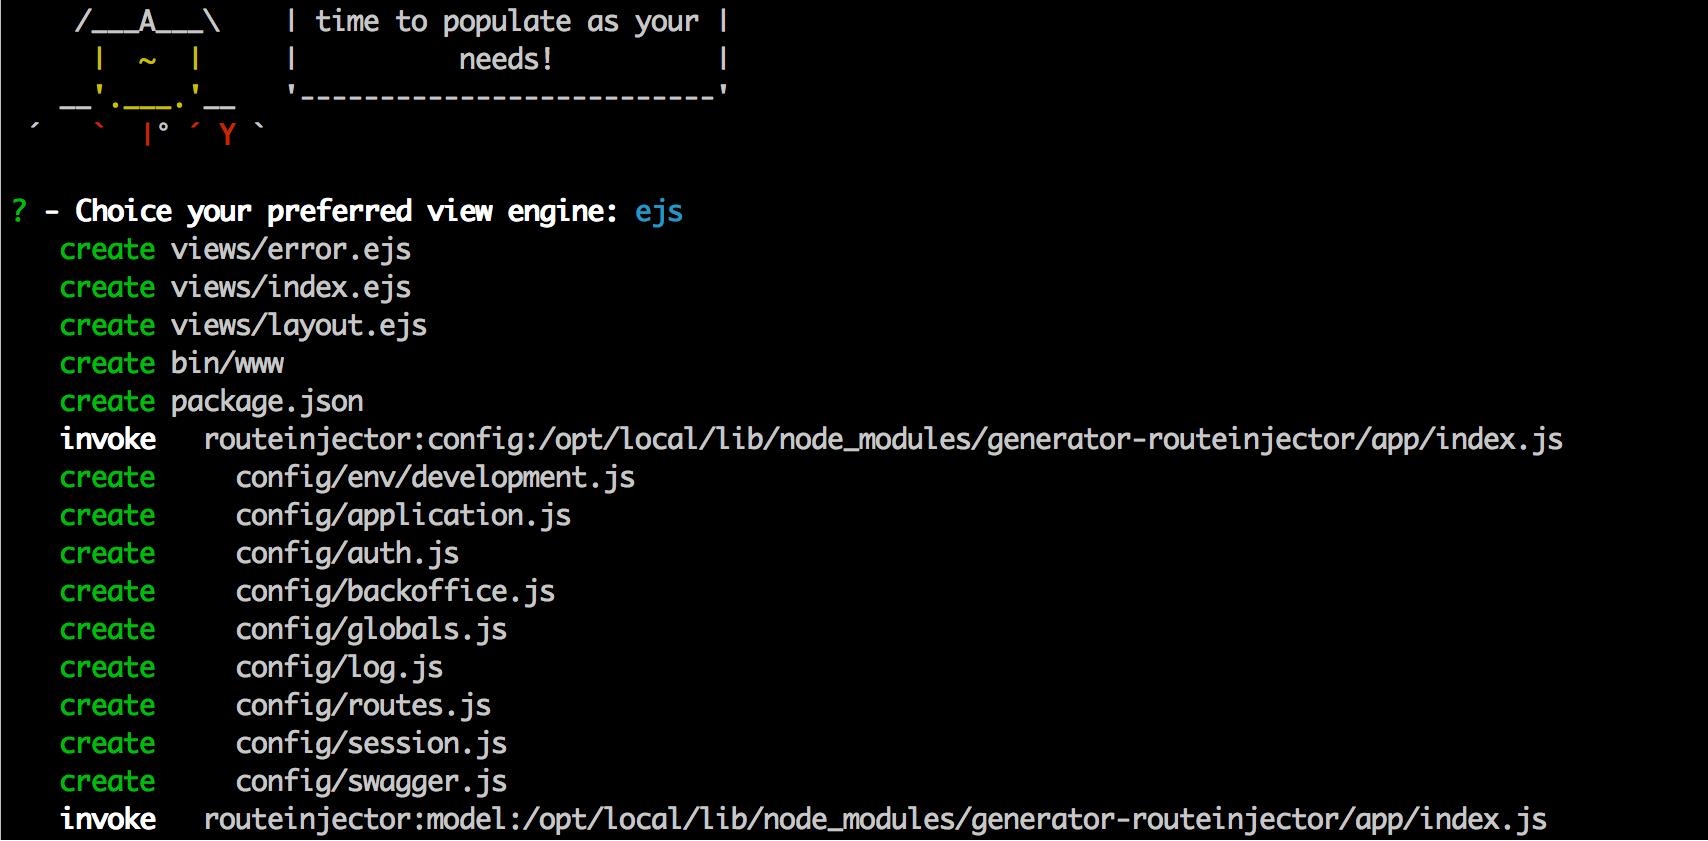 /___A___\    | time to populate as your |
|  ~  |     |          needs!          |
__'.___.'__   '--------------------------'
´   `  |° ´ Y `
? - Choice your preferred view engine: ejs
create views/error.ejs
create views/index.ejs
create views/layout.ejs
create bin/www
create package.json
invoke   routeinjector:config:/opt/local/lib/node_modules/generator-routeinjector/app/index.js
create     config/env/development.js
create     config/application.js
create     config/auth.js
create     config/backoffice.js
create     config/globals.js
create     config/log.js
create     config/routes.js
create     config/session.js
create     config/swagger.js
invoke   routeinjector:model:/opt/local/lib/node_modules/generator-routeinjector/app/index.js